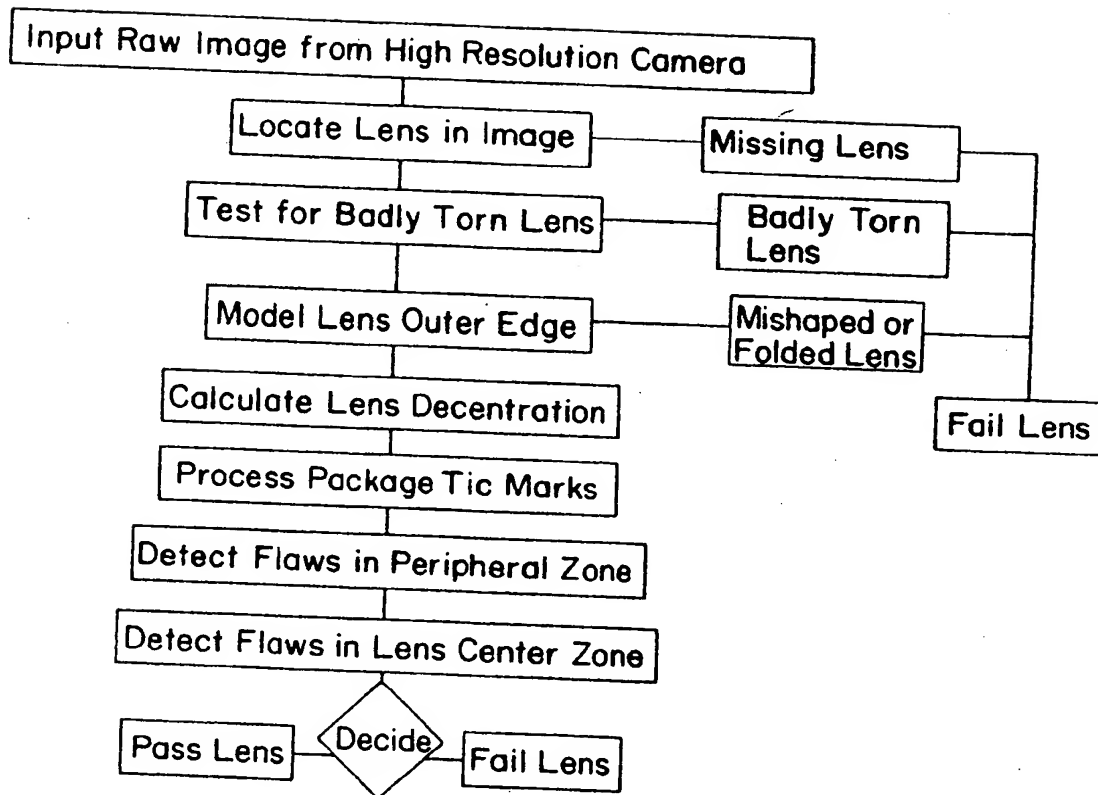 Input Raw Image from High Resolution Camera
Locate Lens in Image
Missing Lens
Test for Badly Torn Lens
Badly Torn
Lens
Model Lens Outer Edge
Mishaped or
Folded Lens
Calculate Lens Decentration
Fail Lens
Process Package Tic Marks
Detect Flaws in Peripheral Zone
Detect Flaws in Lens Center Zone
Decide
Pass Lens
Fail Lens